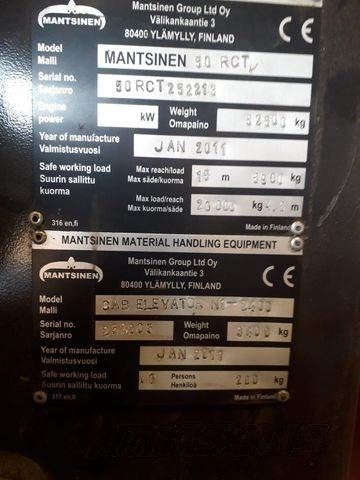 MANTSINEN
Mantsinen Group Ltd Oy
Välikankaantie 3
80400 YLÄMYLLY, FINLAND
CE
Model
Malli
MANTSINEN 50 RCT
Serial no.
Sarjanro
50RCT252213
Engine power
kW
Weight
Omapaino
kg
Year of manufacture
Valmistusvuosi
JAN 2011
Safe working load
Suurin sallittu
kuorma
Max reach/load
Max säde/kuorma
m
kg
Max load/reach
Max kuorma/säde
kg
m
316 en,fi
Made in Finland
MANTSINEN MATERIAL HANDLING EQUIPMENT
MANTSINEN
Mantsinen Group Ltd Oy
Välikankaantie 3
80400 YLÄMYLLY, FINLAND
CE
Model
Malli
CAB ELEVATOR
Serial no.
Sarjanro
Weight
Omapaino
kg
Year of manufacture
Valmistusvuosi
JAN 2011
Safe working load
Suurin sallittu
kuorma
Persons
Henkilöä
kg
317 en,fi
Made in Finland